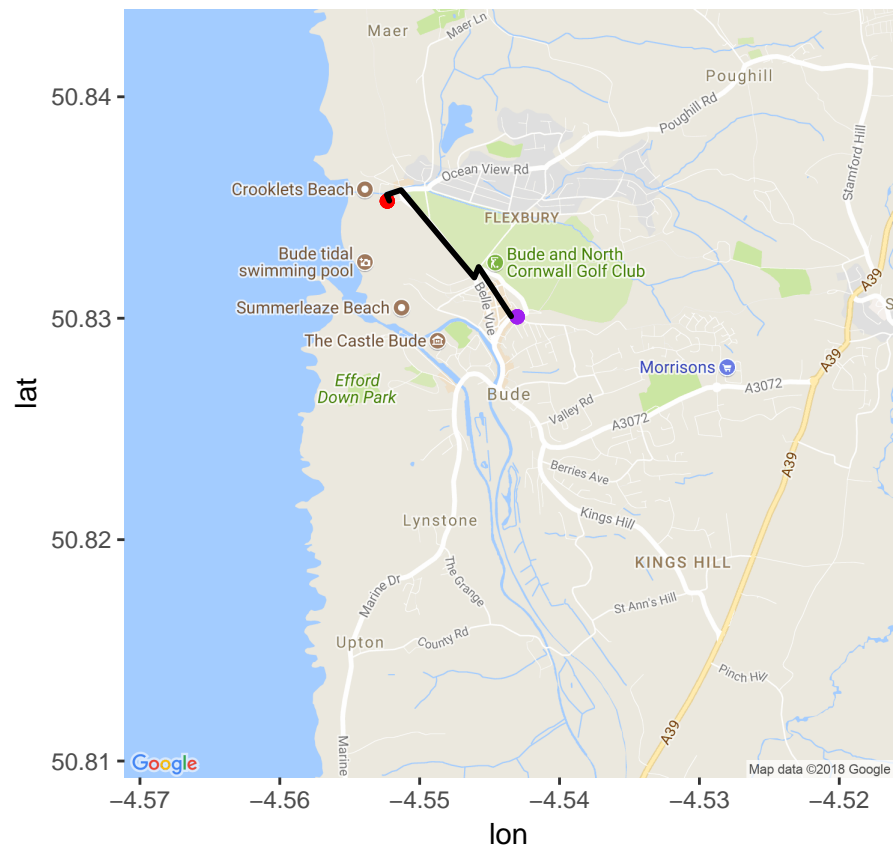 Maer
Maer Ln
Poughill
50.84
Poughill Rd
Stamford Hill
Ocean View Rd
Crooklets Beach
FLEXBURY
Bude tidal
swimming pool
Bude and North
Cornwall Golf Club
A39
Belle Vue
Summerleaze Beach
S
50.83
The Castle Bude
A39
Morrisons
lat
Efford
Down Park
A3072
Bude
Valley Rd
A3072
A39
Berries Ave
Lynstone
Kings Hill
50.82
KINGS HILL
The Grange
Marine Dr
St Ann's Hill
County Rd
Upton
Pinch Hill
A39
Marine
50.81
Google
Map data ©2018 Google
−4.57 −4.56 −4.55 −4.54 −4.53 −4.52
lon